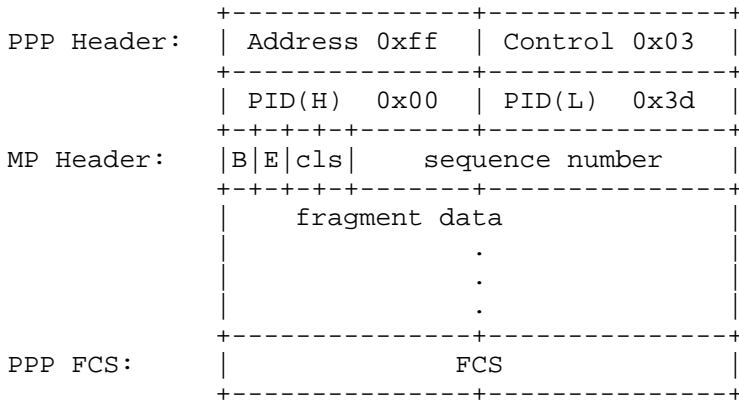 +---------------+---------------+
PPP Header:   | Address 0xff  | Control 0x03  |
              +---------------+---------------+
              | PID(H)  0x00  | PID(L)  0x3d  |
              +-+-+-+-+-------+---------------+
MP Header:    |B|E|cls|    sequence number    |
              +-+-+-+-+-------+---------------+
              |    fragment data              |
              |               .               |
              |               .               |
              |               .               |
              +---------------+---------------+
PPP FCS:      |              FCS              |
              +---------------+---------------+